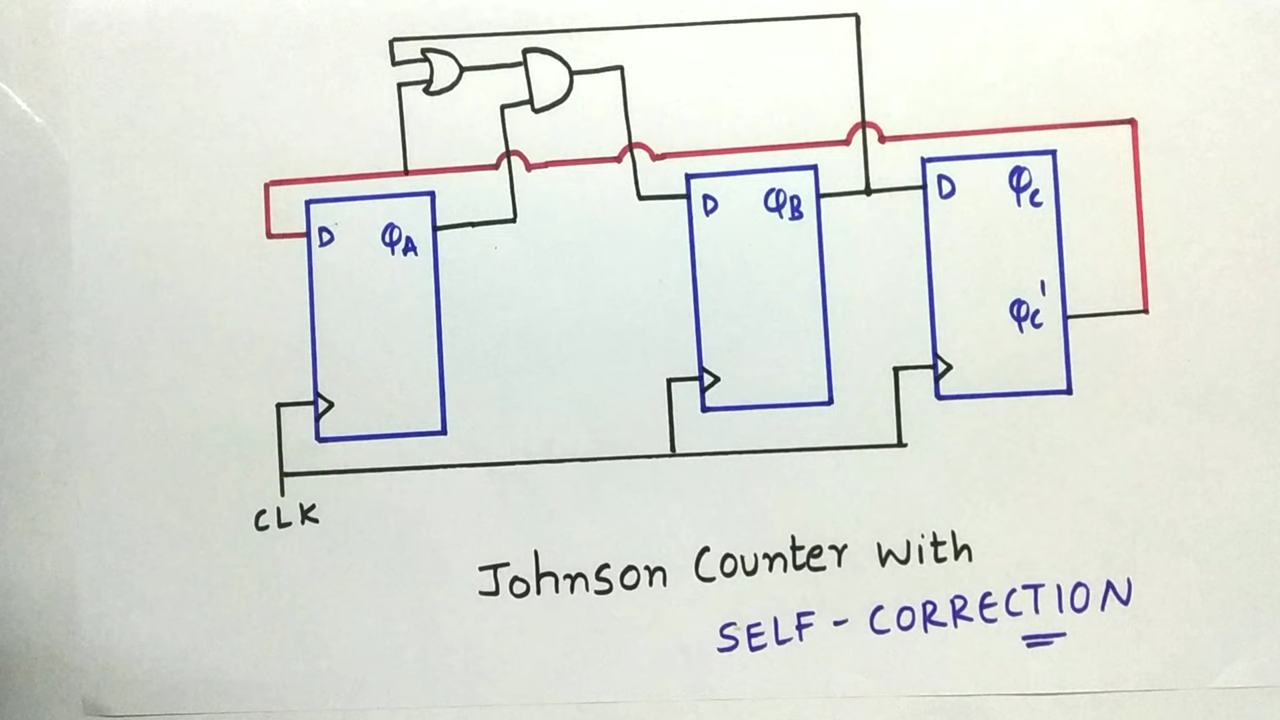 D QA
D QB
D QC
QC'
CLK
Johnson Counter with
SELF-CORRECTION